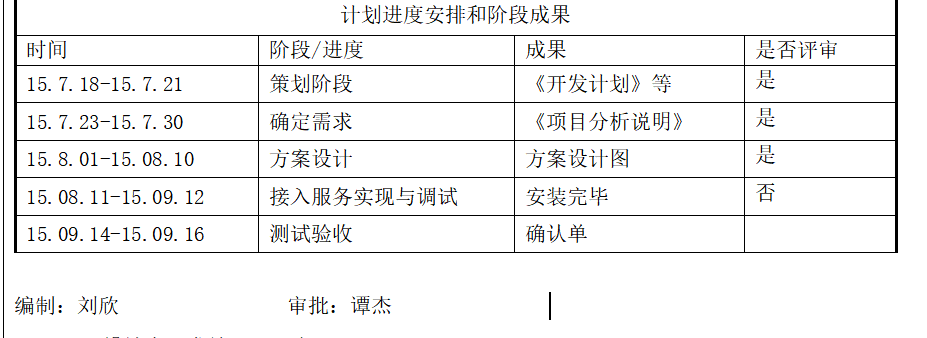 计划进度安排和阶段成果
时间 阶段/进度 成果 是否评审
15.7.18-15.7.21 策划阶段 《开发计划》等 是
15.7.23-15.7.30 确定需求 《项目分析说明》 是
15.8.01-15.08.10 方案设计 方案设计图 是
15.08.11-15.09.12 接入服务实现与调试 安装完毕 否
15.09.14-15.09.16 测试验收 确认单
编制：刘欣 审批：谭杰